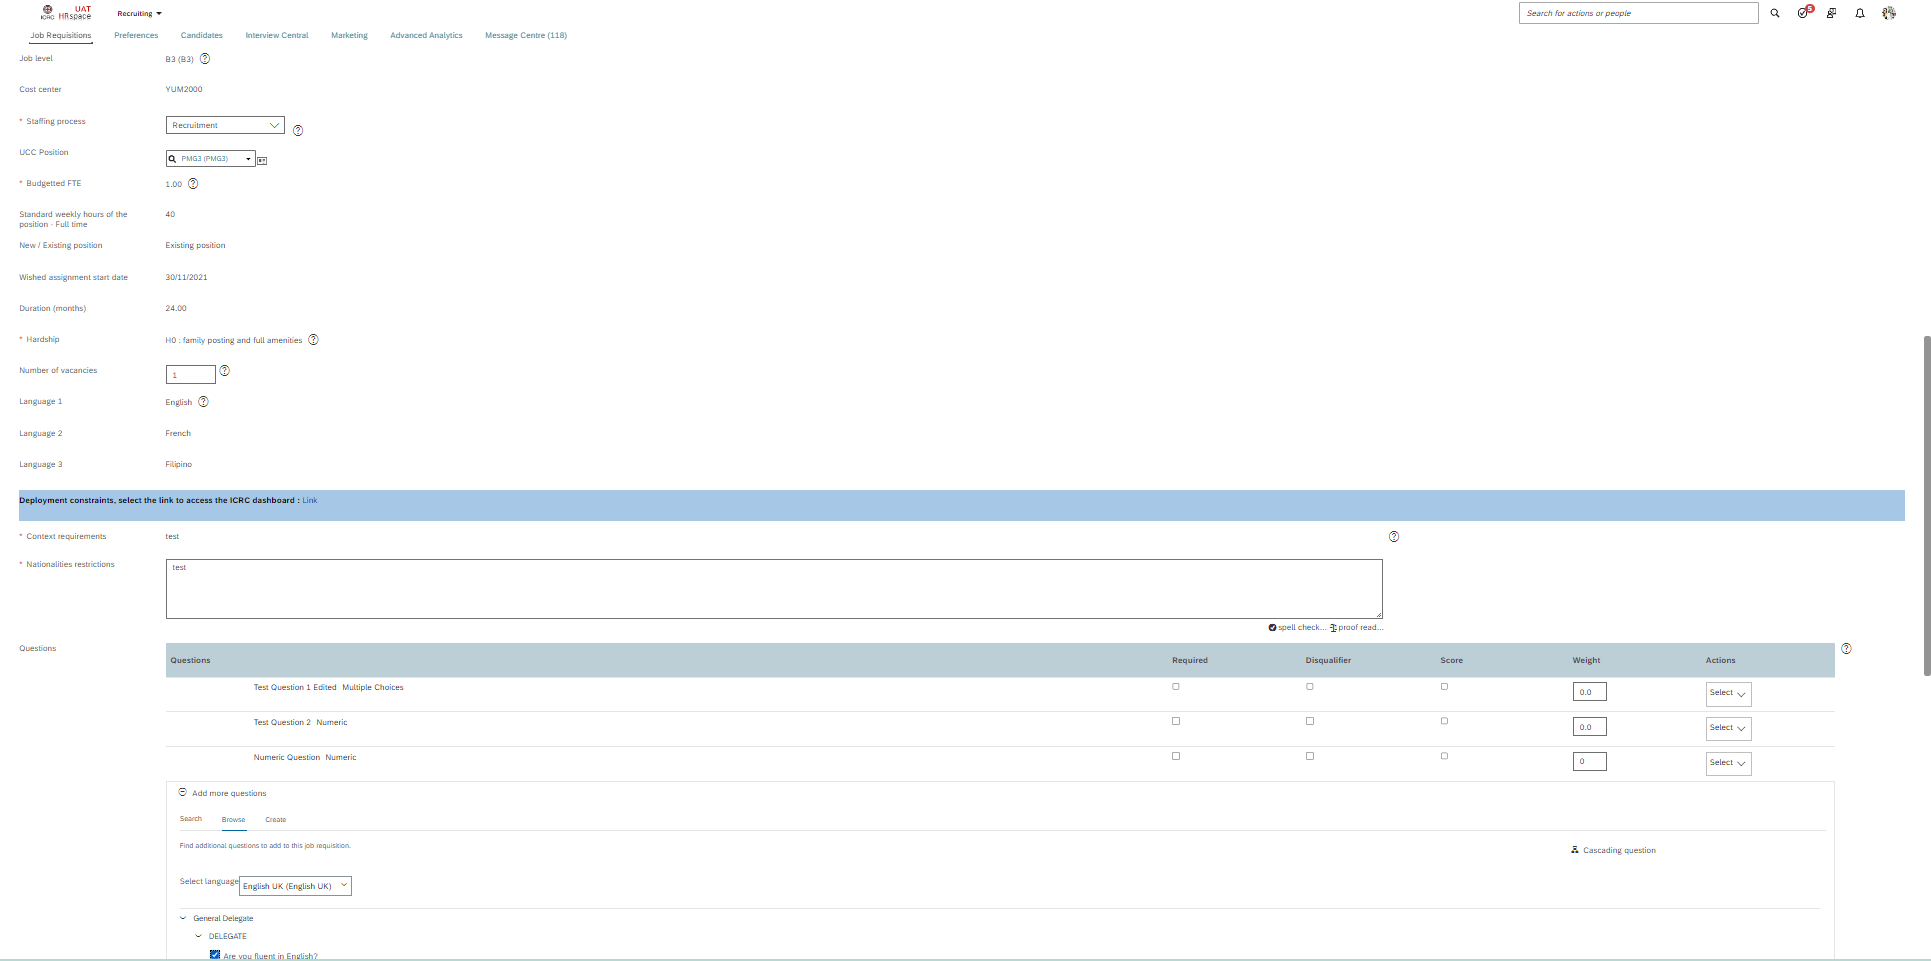 ICRC
UAT
HRspace
Recruiting
Search for actions or people
5
Job Requisitions Preferences Candidates Interview Central Marketing Advanced Analytics Message Centre (118)
Job level B3 (B3) ?
Cost center YUM2000
* Staffing process Recruitment ?
UCC Position PMG3 (PMG3)
* Budgetted FTE 1.00 ?
Standard weekly hours of the 40
position - Full time
New / Existing position Existing position
Wished assignment start date 30/11/2021
Duration (months) 24.00
* Hardship H0 : family posting and full amenities ?
Number of vacancies 1 ?
Language 1 English ?
Language 2 French
Language 3 Filipino
Deployment constraints, select the link to access the ICRC dashboard : Link
* Context requirements test ?
* Nationalities restrictions test
spell check... proof read...
Questions ?
Questions Required Disqualifier Score Weight Actions
Test Question 1 Edited Multiple Choices 0.0 Select
Test Question 2 Numeric 0.0 Select
Numeric Question Numeric 0 Select
Add more questions
Search Browse Create
Find additional questions to add to this job requisition.
Cascading question
Select language English UK (English UK)
General Delegate
DELEGATE
Are you fluent in English?